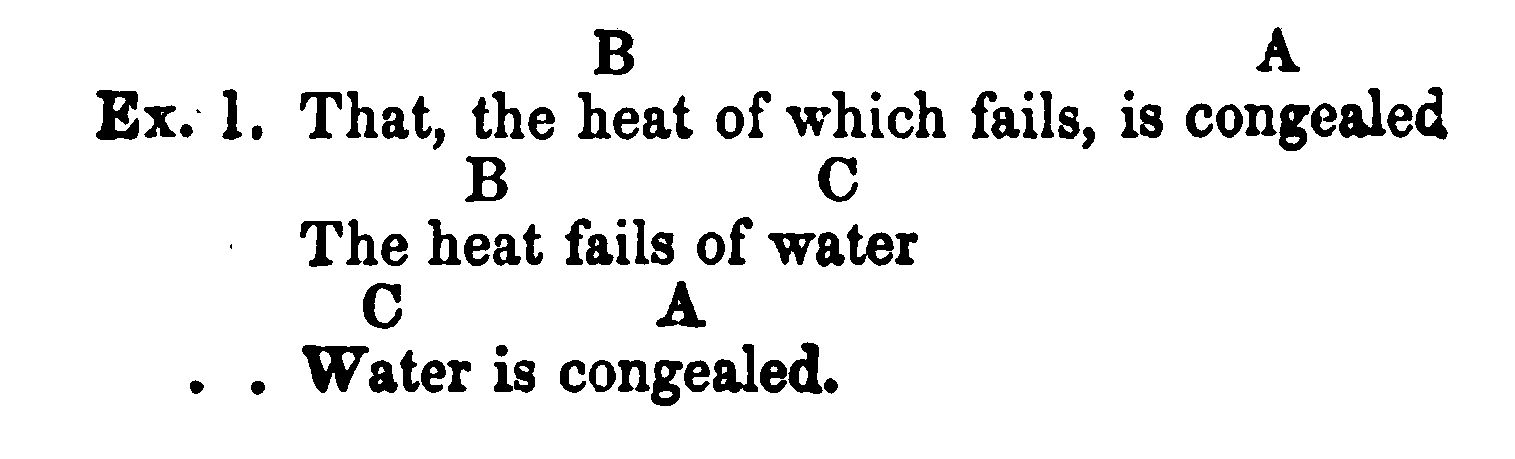 B A
Ex. 1. That, the heat of which fails, is congealed
B C
The heat fails of water
C A
. . Water is congealed.